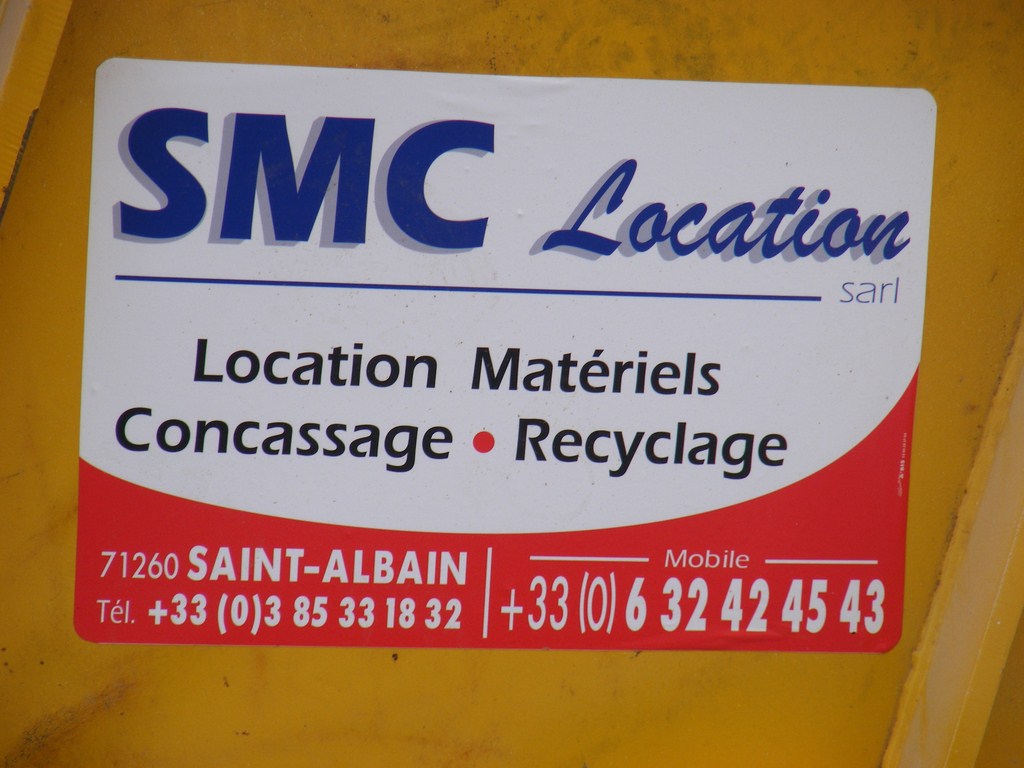 SMC Location
sarl
Location Matériels
Concassage • Recyclage
71260 SAINT-ALBAIN
Tél. +33 (0)3 85 33 18 32
Mobile
+33 (0) 6 32 42 45 43